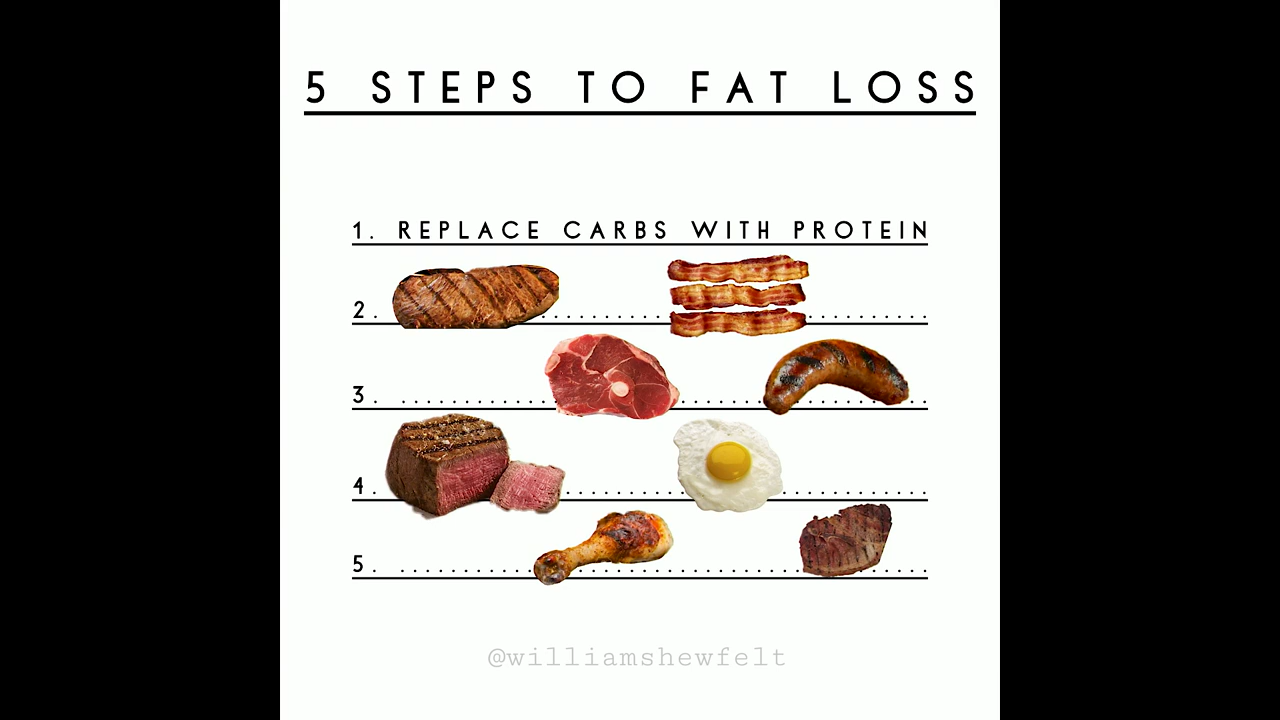 5 STEPS TO FAT LOSS
1. REPLACE CARBS WITH PROTEIN
2.
3.
4.
5.
@williamshewfelt